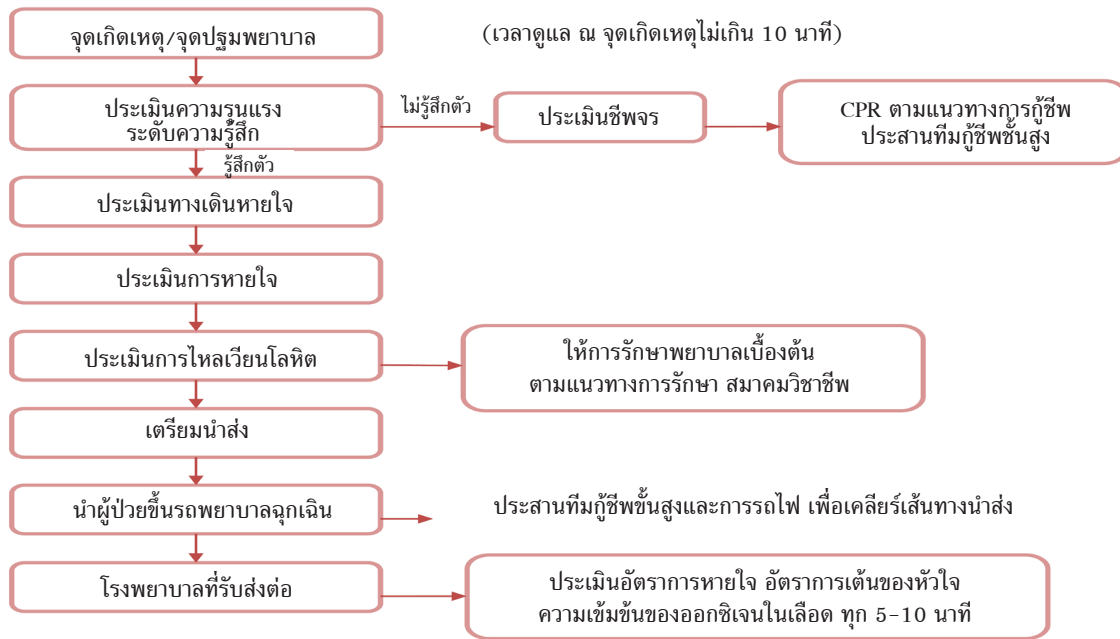 จุดเกิดเหตุ/จุดปฐมพยาบาล
(เวลาดูแล ณ จุดเกิดเหตุไม่เกิน 10 นาที)
ประเมินความรุนแรง
ระดับความรู้สึก
ไม่รู้สึกตัว
ประเมินชีพจร
CPR ตามแนวทางการกู้ชีพ
ประสานทีมกู้ชีพชั้นสูง
รู้สึกตัว
ประเมินทางเดินหายใจ
ประเมินการหายใจ
ประเมินการไหลเวียนโลหิต
ให้การรักษาพยาบาลเบื้องต้น
ตามแนวทางการรักษา สมาคมวิชาชีพ
เตรียมนำส่ง
นำผู้ป่วยขึ้นรถพยาบาลฉุกเฉิน
ประสานทีมกู้ชีพขั้นสูงและการรถไฟ เพื่อเคลียร์เส้นทางนำส่ง
โรงพยาบาลที่รับส่งต่อ
ประเมินอัตราการหายใจ อัตราการเต้นของหัวใจ
ความเข้มข้นของออกซิเจนในเลือด ทุก 5-10 นาที